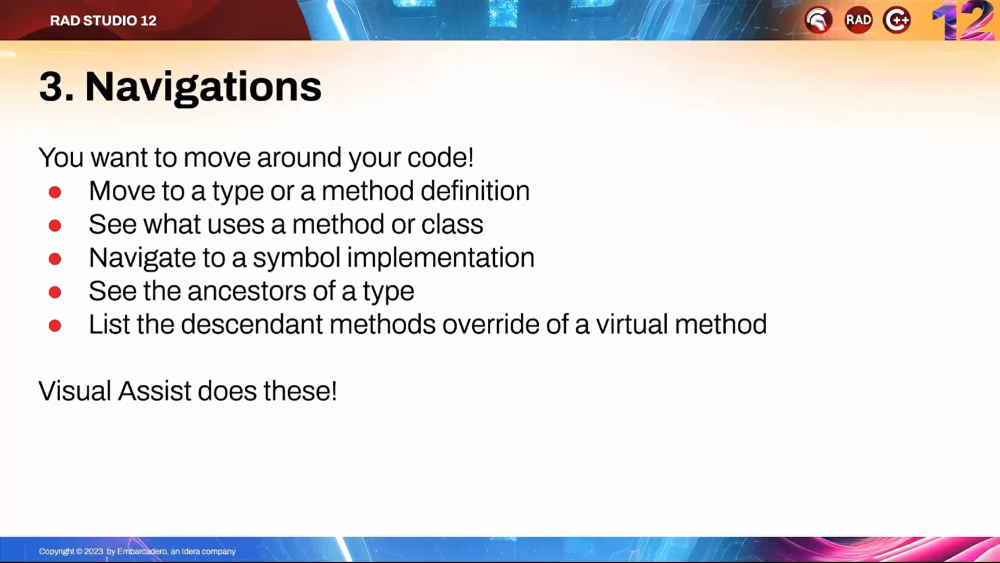 RAD STUDIO 12
RAD
C++
12
3. Navigations
You want to move around your code!
Move to a type or a method definition
See what uses a method or class
Navigate to a symbol implementation
See the ancestors of a type
List the descendant methods override of a virtual method
Visual Assist does these!
Copyright © 2023 by Embarcadero, an Idera company